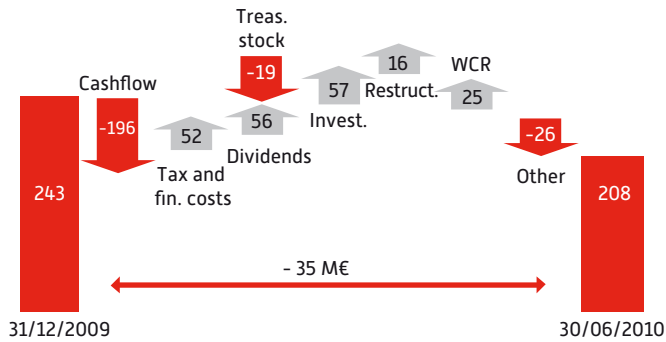 Treas.
stock
-19
Cashflow
-196
52
Tax and
fin. costs
56
Dividends
57
Invest.
16
Restruct.
WCR
25
-26
Other
243
208
- 35 M€
31/12/2009
30/06/2010